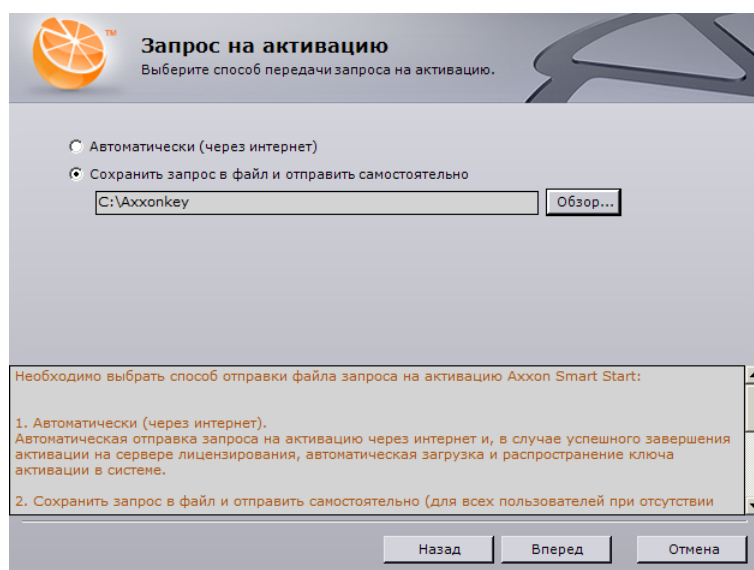 TM
Запрос на активацию
Выберите способ передачи запроса на активацию.
Автоматически (через интернет)
Сохранить запрос в файл и отправить самостоятельно
C:\Axxonkey
Обзор...
Необходимо выбрать способ отправки файла запроса на активацию Axxon Smart Start:
1. Автоматически (через интернет).
Автоматическая отправка запроса на активацию через интернет и, в случае успешного завершения
активации на сервере лицензирования, автоматическая загрузка и распространение ключа
активации в системе.
2. Сохранить запрос в файл и отправить самостоятельно (для всех пользователей при отсутствии
Назад
Вперед
Отмена